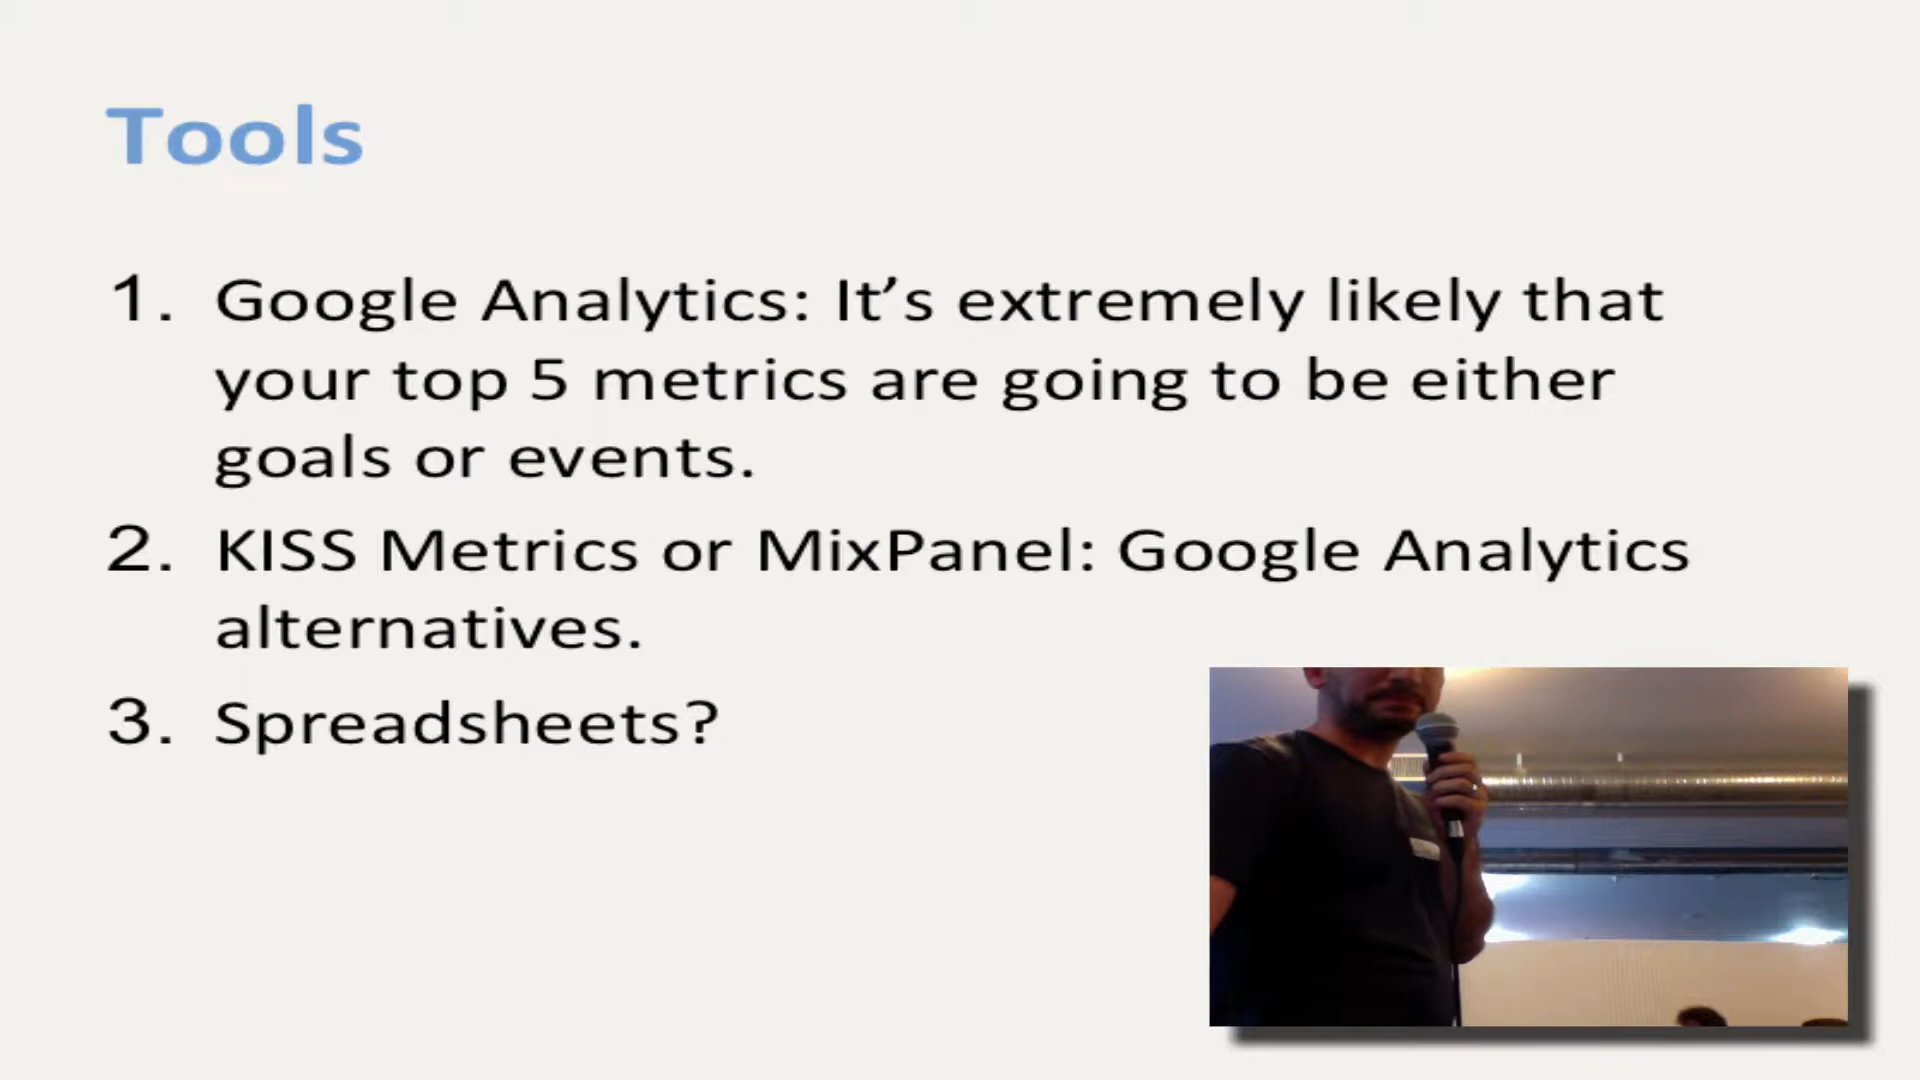 Tools
1. Google Analytics: It’s extremely likely that
your top 5 metrics are going to be either
goals or events.
2. KISS Metrics or MixPanel: Google Analytics
alternatives.
3. Spreadsheets?